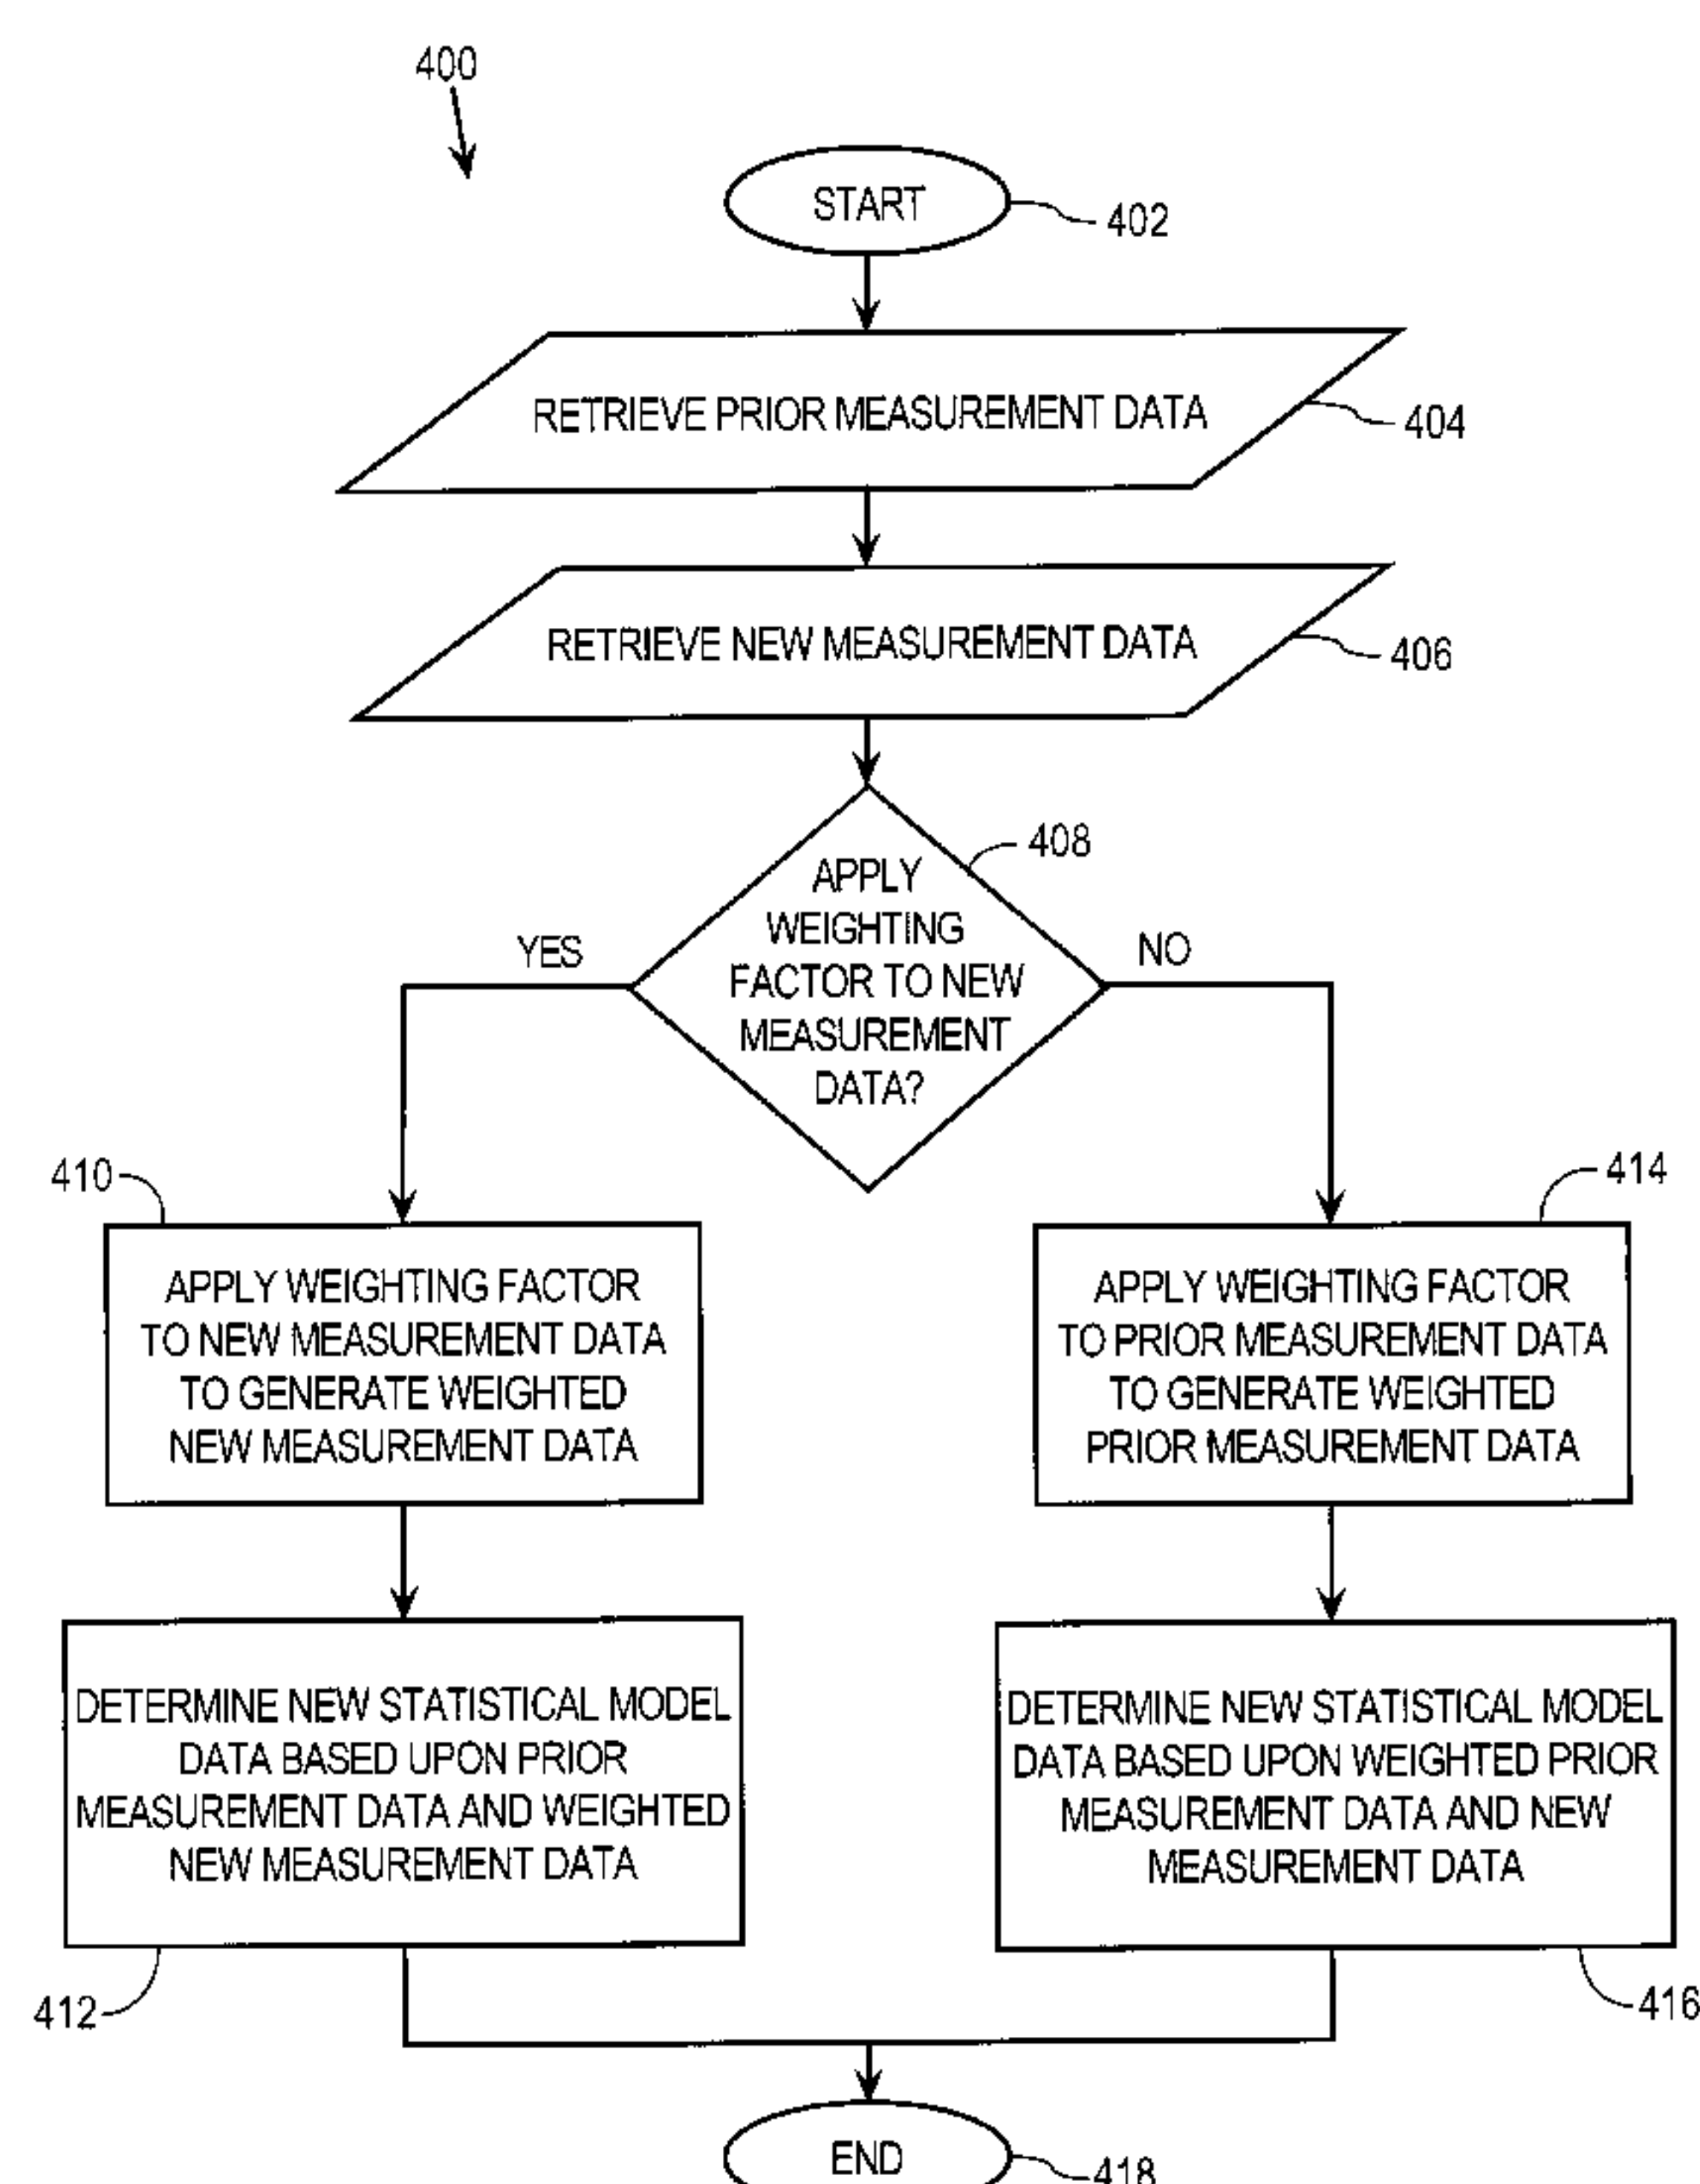 400
START
402
RETRIEVE PRIOR MEASUREMENT DATA
404
RETRIEVE NEW MEASUREMENT DATA
406
408
APPLY
WEIGHTING
FACTOR TO NEW
MEASUREMENT
DATA?
YES
NO
410
APPLY WEIGHTING FACTOR
TO NEW MEASUREMENT DATA
TO GENERATE WEIGHTED
NEW MEASUREMENT DATA
414
APPLY WEIGHTING FACTOR
TO PRIOR MEASUREMENT DATA
TO GENERATE WEIGHTED
PRIOR MEASUREMENT DATA
DETERMINE NEW STATISTICAL MODEL
DATA BASED UPON PRIOR
MEASUREMENT DATA AND WEIGHTED
NEW MEASUREMENT DATA
412
DETERMINE NEW STATISTICAL MODEL
DATA BASED UPON WEIGHTED PRIOR
MEASUREMENT DATA AND NEW
MEASUREMENT DATA
416
END
418